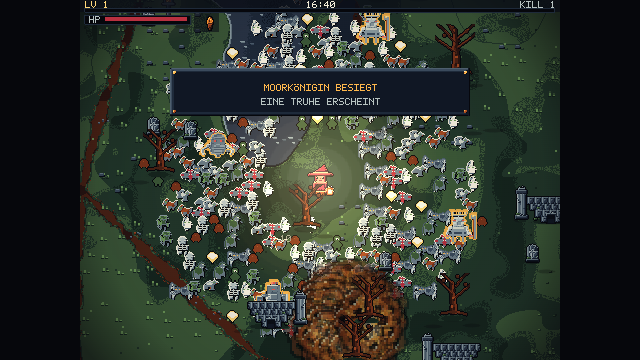 LV 1 16:40 KILL 1
HP
MOORKÖNIGIN BESIEGT
EINE TRUHE ERSCHEINT